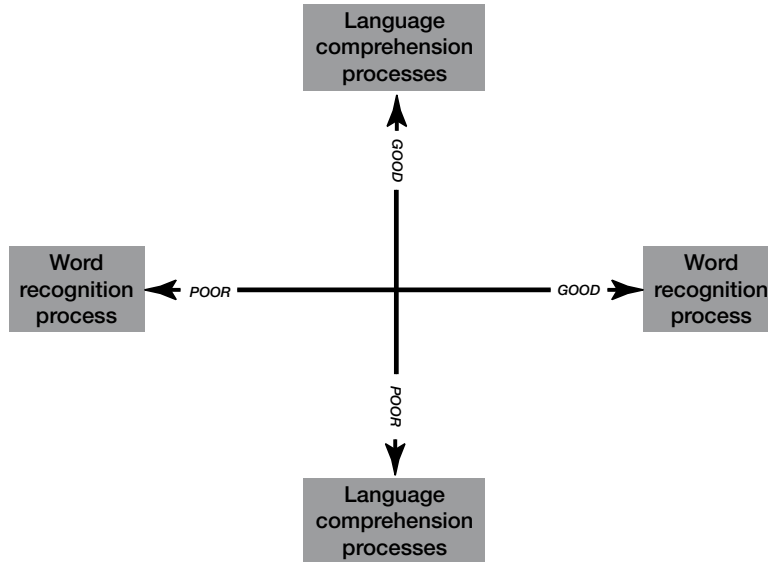 Language
comprehension
processes
GOOD
Word
recognition
process
POOR
GOOD
Word
recognition
process
POOR
Language
comprehension
processes